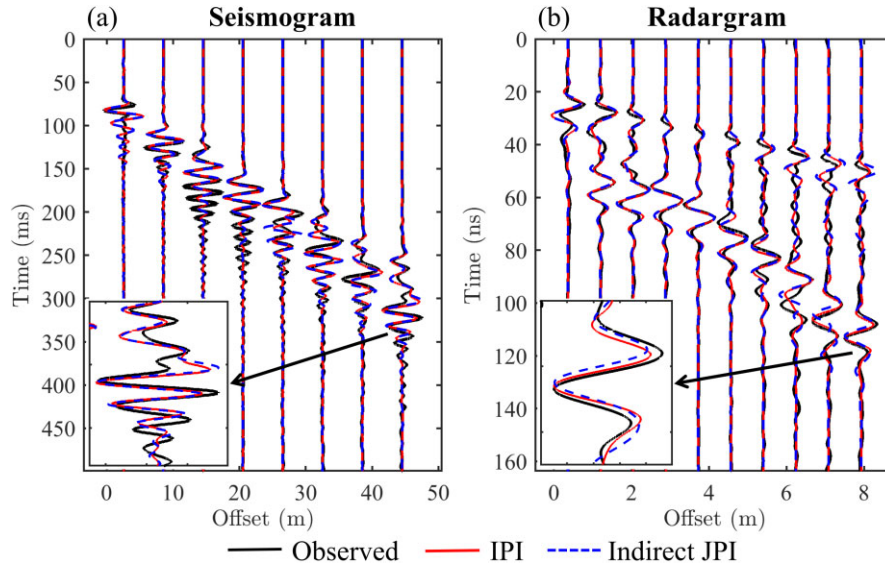 (a) Seismogram
0
50
100
150
200
250
300
350
400
450
Time (ms)
0 10 20 30 40 50
Offset (m)
(b) Radargram
0
20
40
60
80
100
120
140
160
Time (ns)
0 2 4 6 8
Offset (m)
Observed IPI Indirect JPI